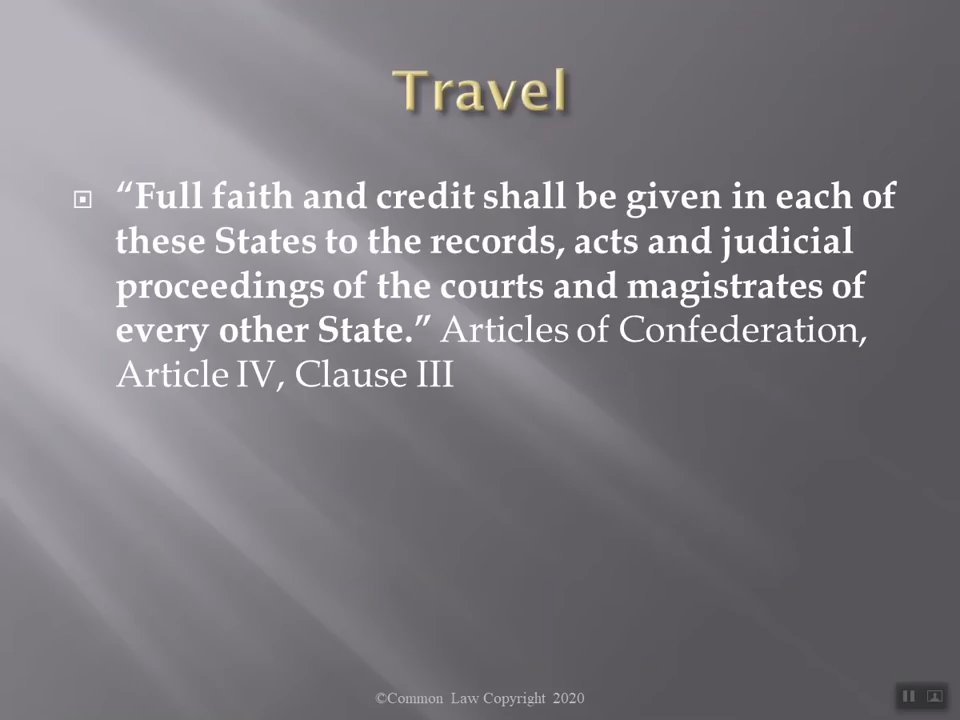 Travel
“Full faith and credit shall be given in each of
these States to the records, acts and judicial
proceedings of the courts and magistrates of
every other State.” Articles of Confederation,
Article IV, Clause III
©Common Law Copyright 2020